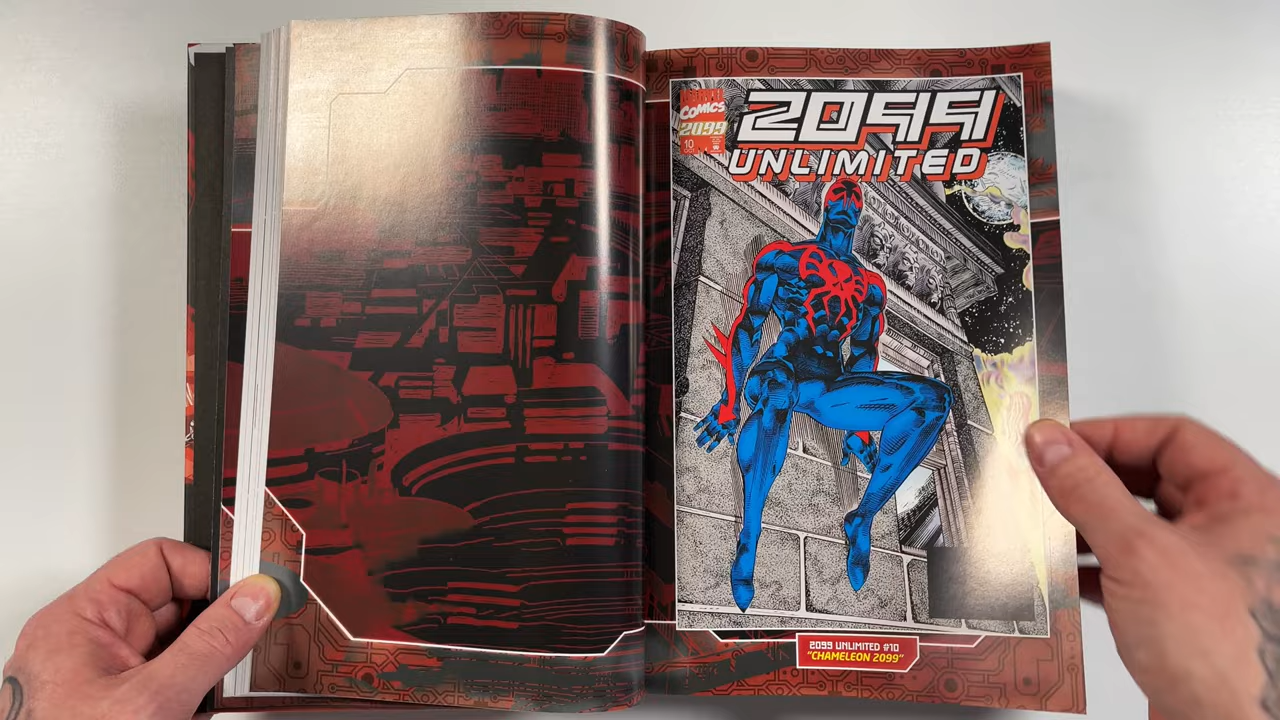 MARVEL
COMICS
2099
10
2099
UNLIMITED
2099 UNLIMITED #10
"CHAMELEON 2099"